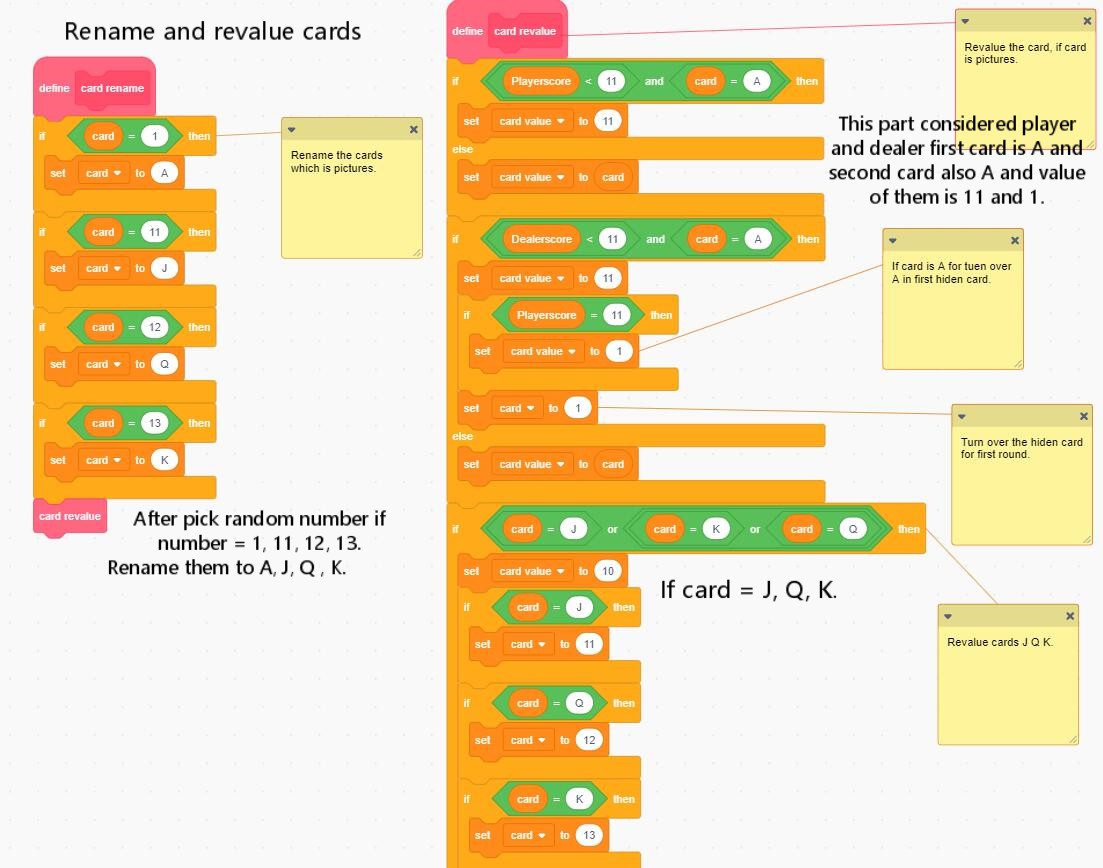 Rename and revalue cards
define card rename
if card = 1 then
set card to A
if card = 11 then
set card to J
if card = 12 then
set card to Q
if card = 13 then
set card to K
card revalue
Rename the cards
which is pictures.
After pick random number if
number = 1, 11, 12, 13.
Rename them to A, J, Q , K.
define card revalue
if Playerscore < 11 and card = A then
set card value to 11
else
set card value to card
if Dealerscore < 11 and card = A then
set card value to 11
if Playerscore = 11 then
set card value to 1
set card to 1
else
set card value to card
if card = J or card = K or card = Q then
set card value to 10
if card = J then
set card to 11
if card = Q then
set card to 12
if card = K then
set card to 13
Revalue the card, if card
is pictures.
This part considered player
and dealer first card is A and
second card also A and value
of them is 11 and 1.
If card is A for tuen over
A in first hiden card.
Turn over the hiden card
for first round.
If card = J, Q, K.
Revalue cards J Q K.